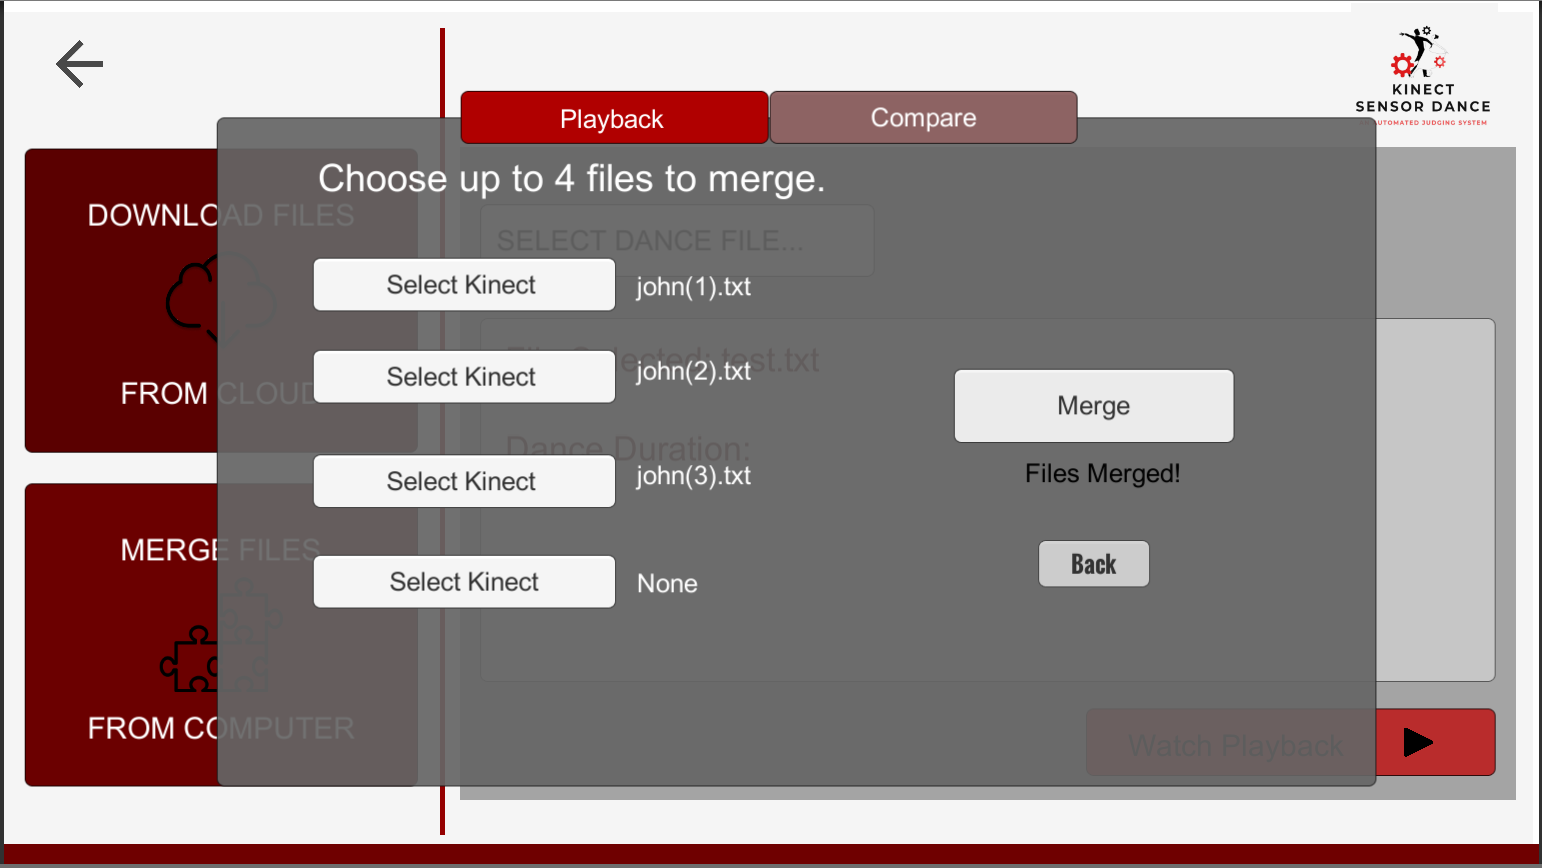 KINECT
SENSOR DANCE
AUTOMATED JUDGING SYSTEM
Playback
Compare
Choose up to 4 files to merge.
DOWNLOAD FILES
FROM CLOUD
SELECT DANCE FILE...
Select Kinect
john(1).txt
File Selected: test.txt
Select Kinect
john(2).txt
Dance Duration:
Select Kinect
john(3).txt
Select Kinect
None
Merge
Files Merged!
Back
MERGE FILES
FROM COMPUTER
Watch Playback